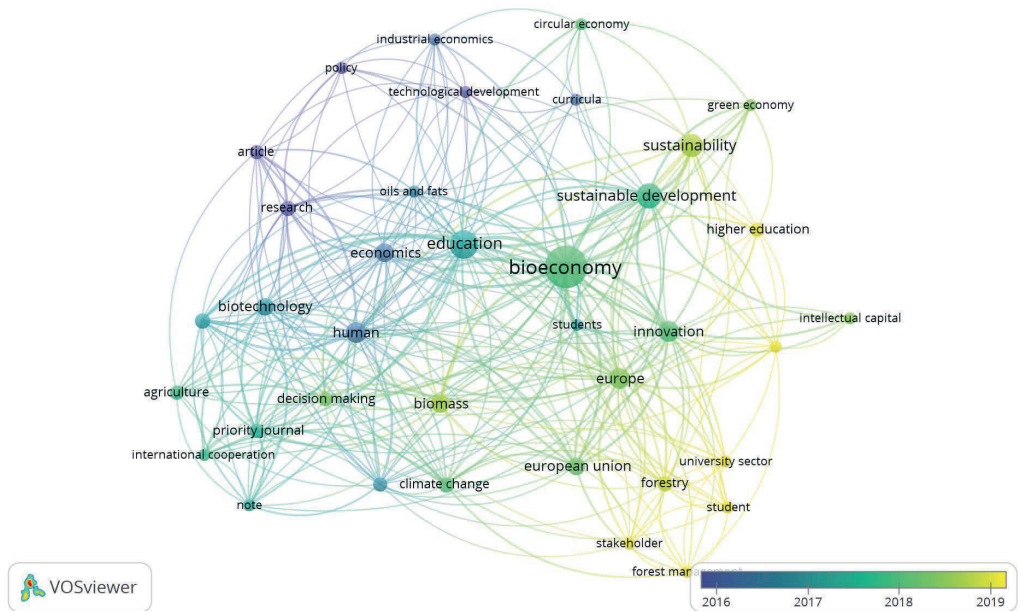 circular economy
industrial economics
policy
technological development
curricula
green economy
article
sustainability
oils and fats
sustainable development
research
higher education
economics
education
bioeconomy
biotechnology
students
intellectual capital
human
innovation
agriculture
decision making
biomass
europe
priority journal
international cooperation
european union
university sector
climate change
forestry
note
student
stakeholder
forest management
VOSviewer
2016 2017 2018 2019